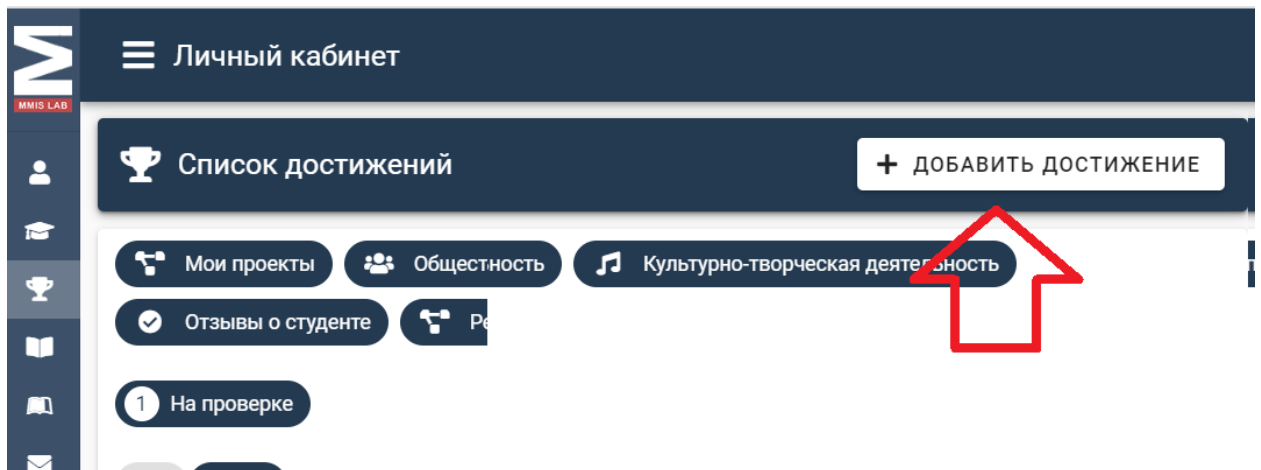 M
MMIS LAB
Личный кабинет
Список достижений
+ ДОБАВИТЬ ДОСТИЖЕНИЕ
Мои проекты
Общественность
Культурно-творческая деятельность
Отзывы о студенте
1 На проверке